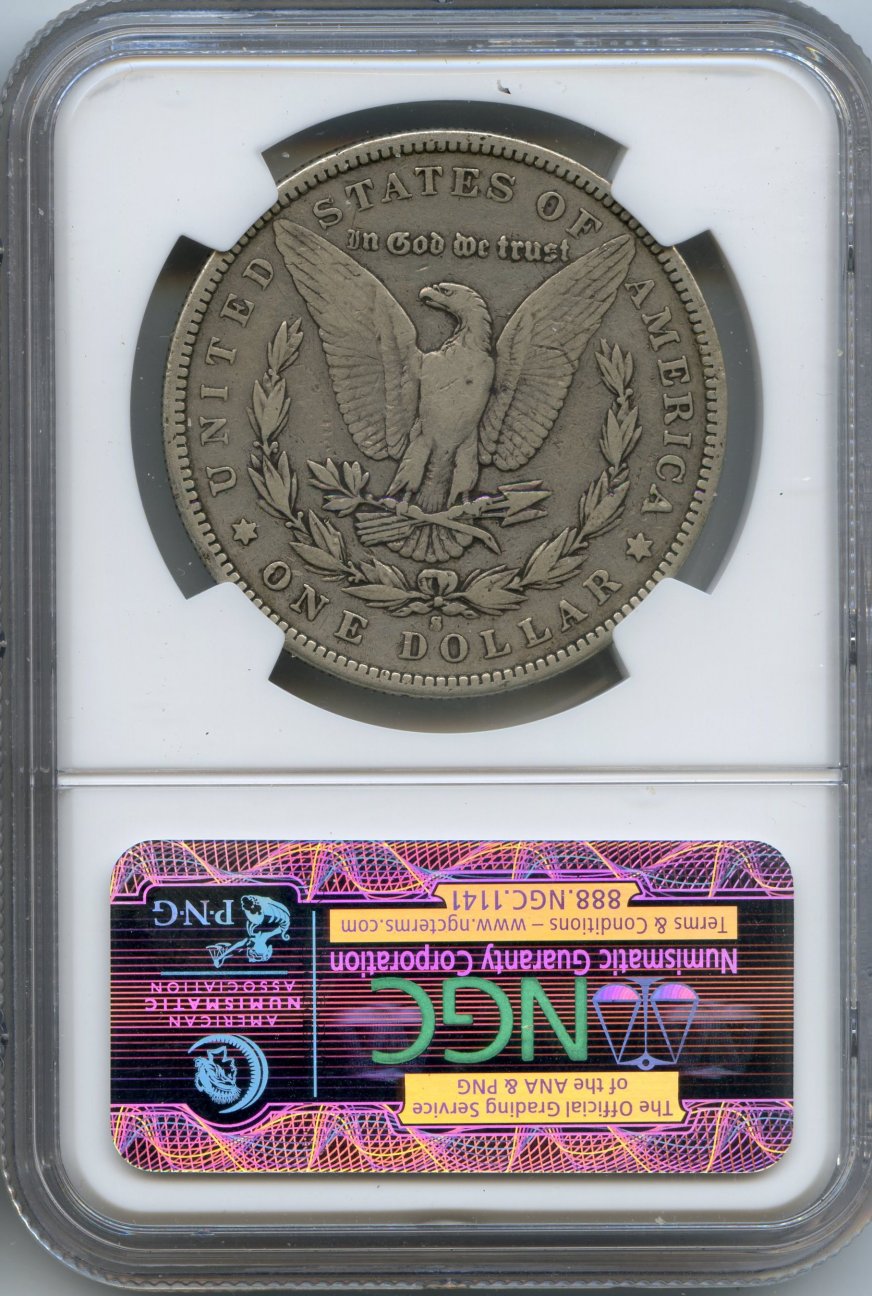 UNITED STATES OF AMERICA
In God we trust
S
ONE DOLLAR
The Official Grading Service
of the ANA & PNG
NGC
Numismatic Guaranty Corporation
Terms & Conditions – www.ngcterms.com
888.NGC.1141
AMERICAN
NUMISMATIC
ASSOCIATION
P·N·G